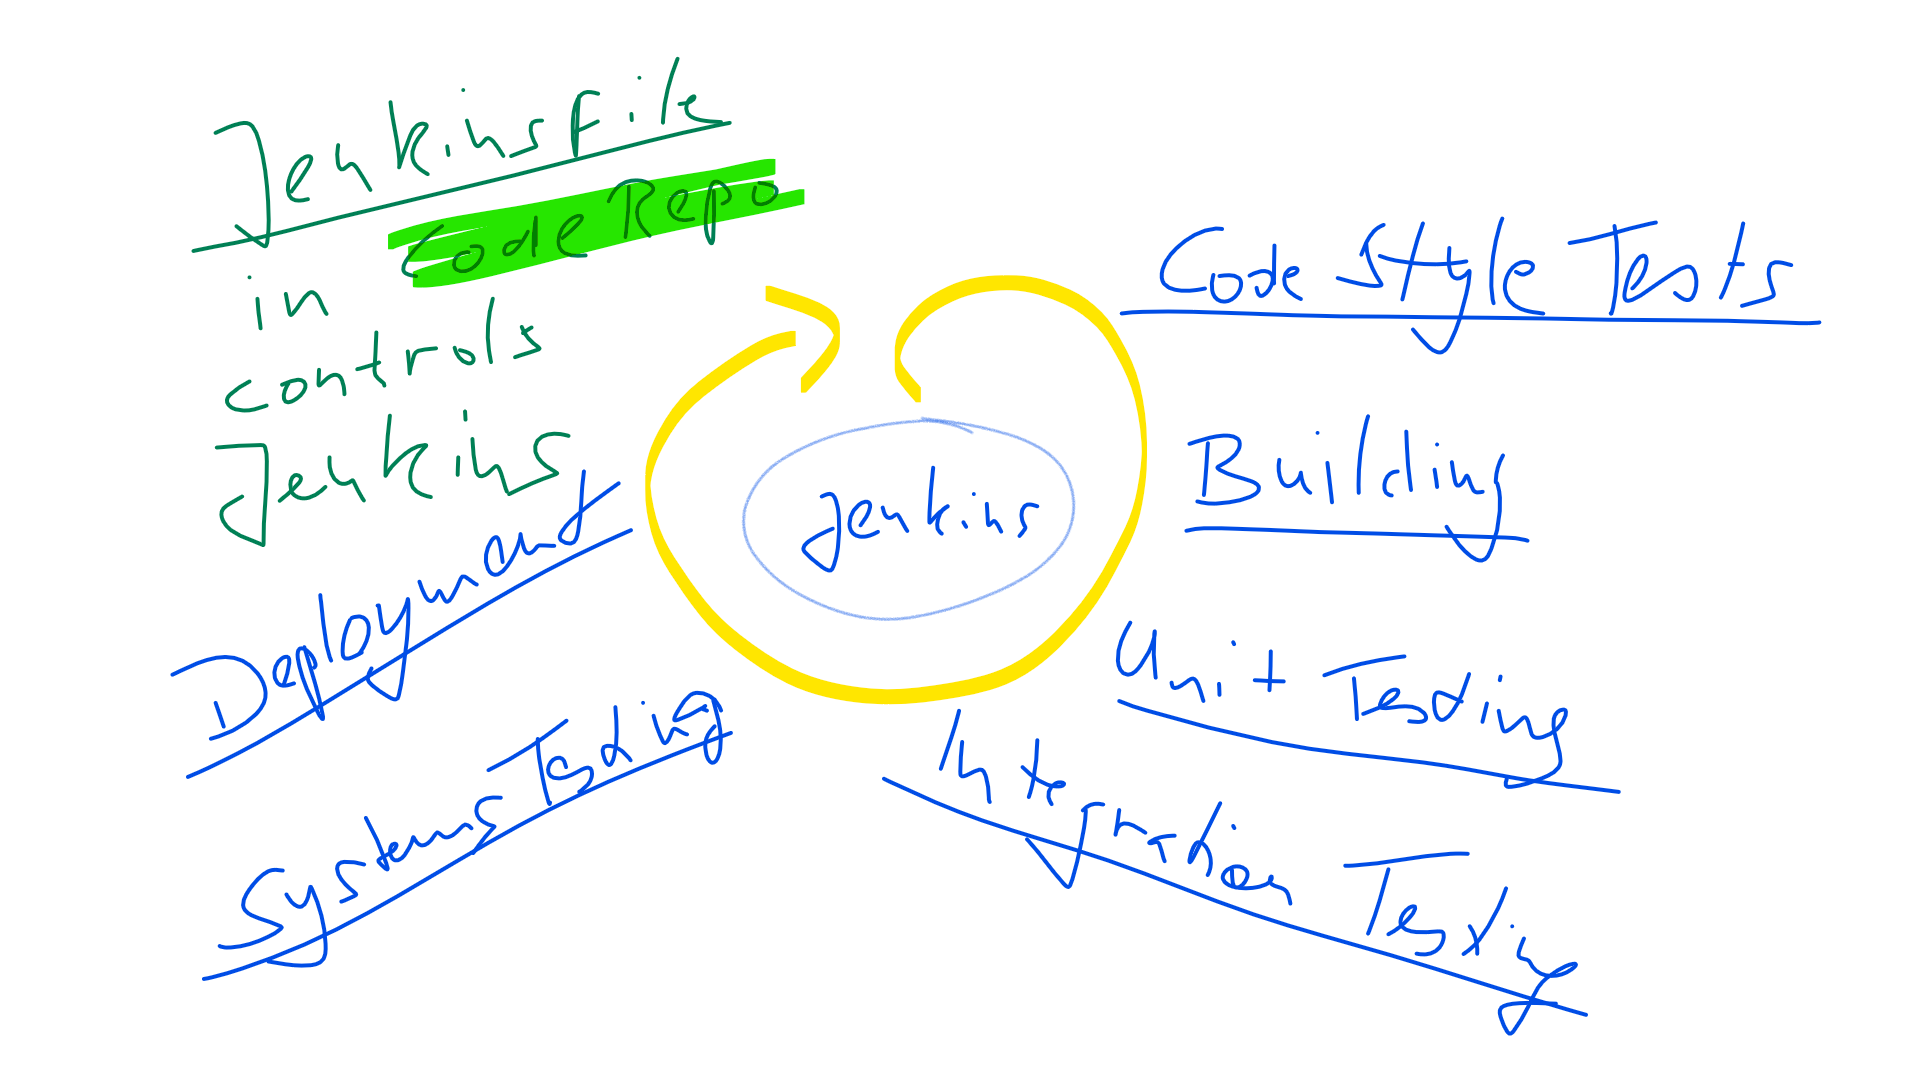 Jenkinsfile
in Code Repo
controls
Jenkins
Jenkins
Code Style Tests
Building
Unit Testing
Integration Testing
Systems Testing
Deployment